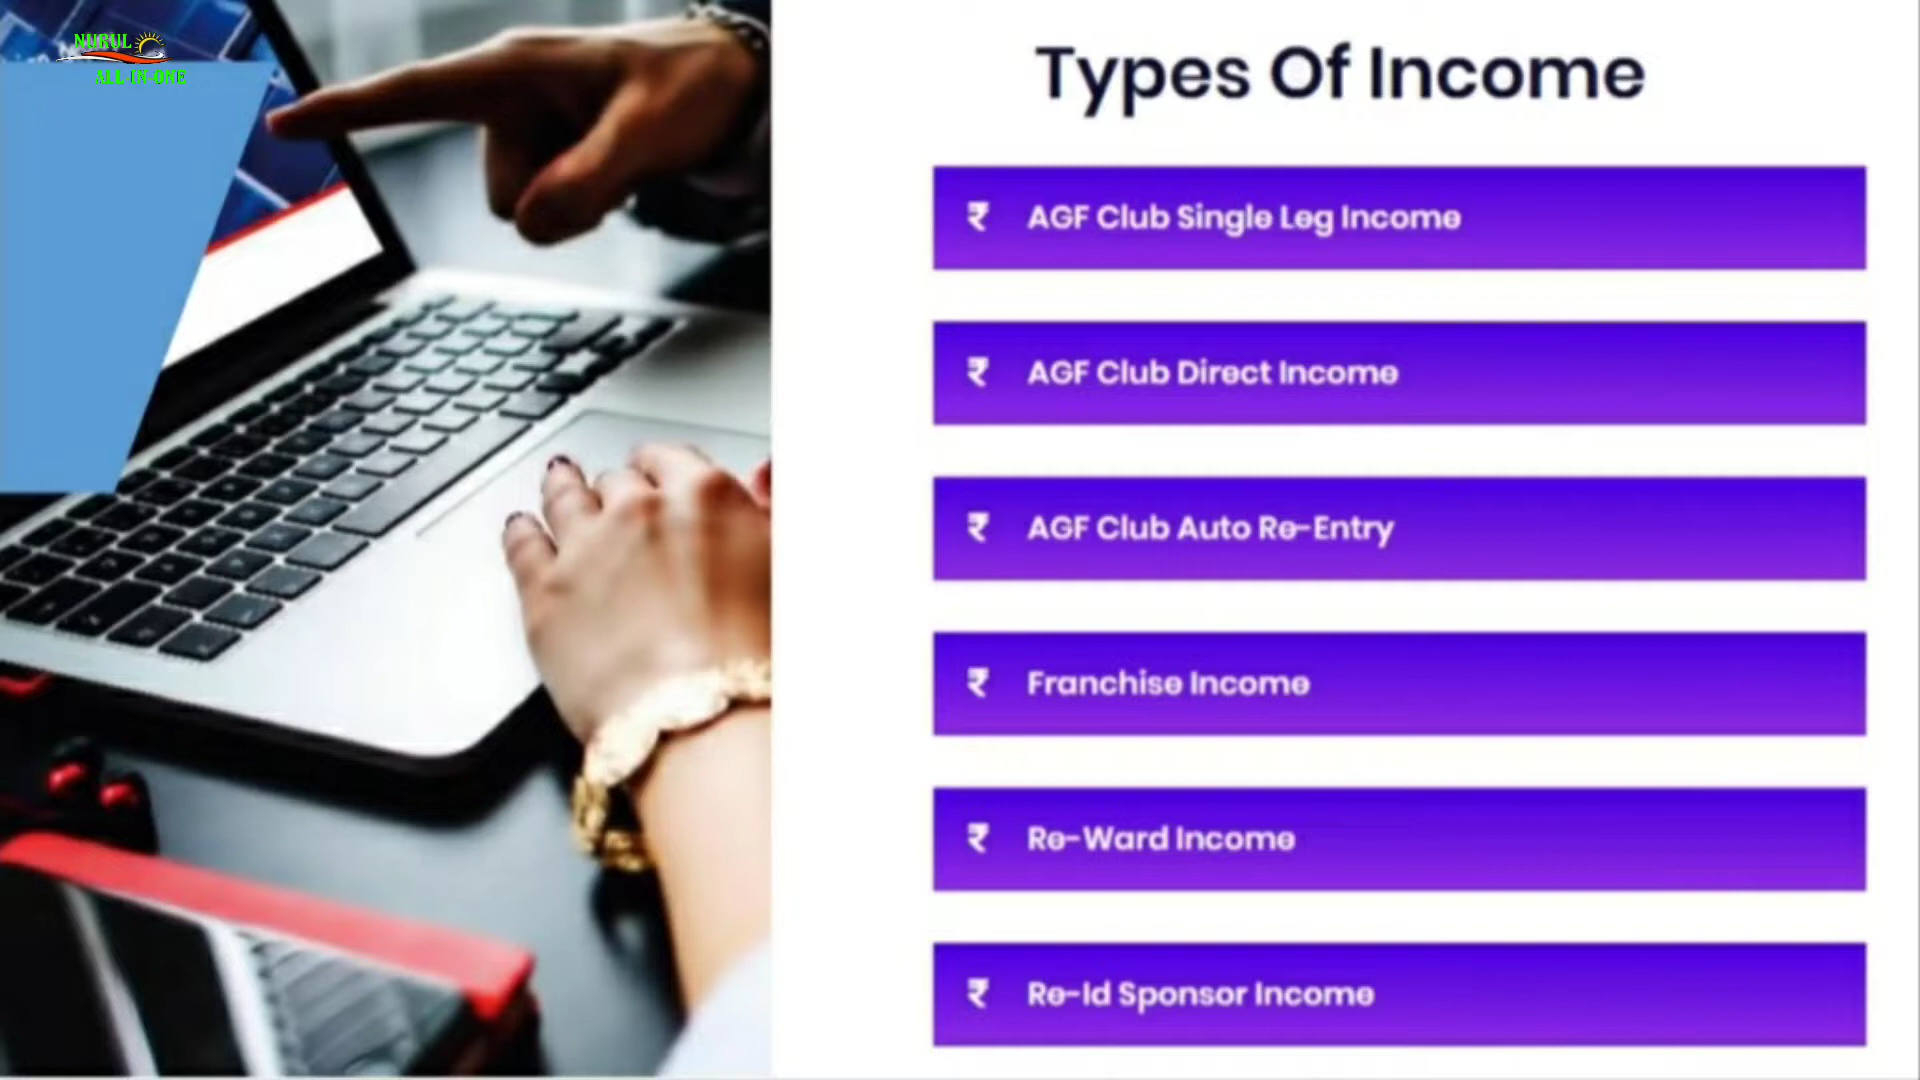 NURUL
ALL-IN-ONE
Types Of Income
₹ AGF Club Single Leg Income
₹ AGF Club Direct Income
₹ AGF Club Auto Re-Entry
₹ Franchise Income
₹ Re-Ward Income
₹ Re-Id Sponsor Income